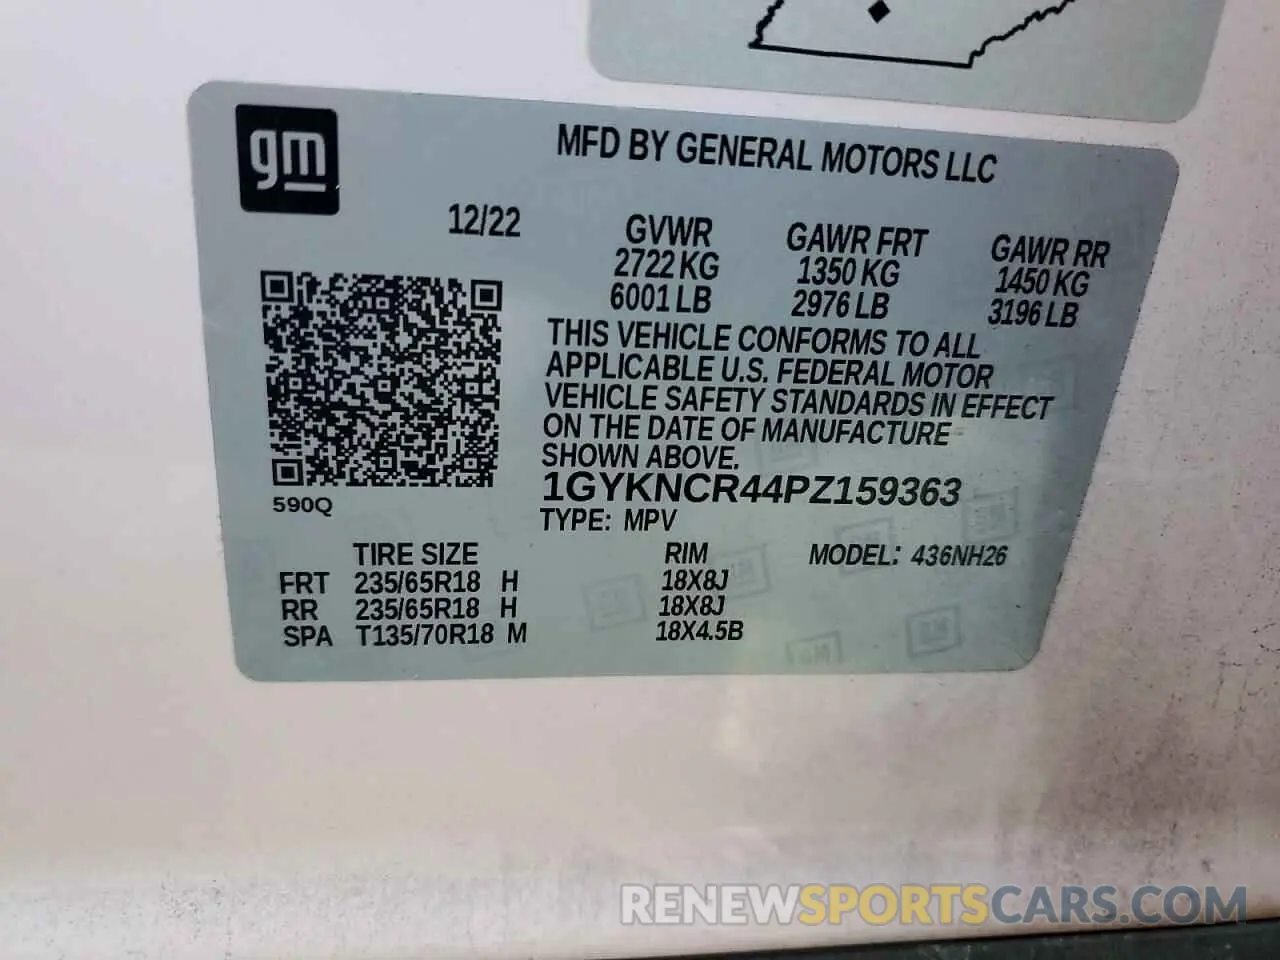 gm
MFD BY GENERAL MOTORS LLC
12/22
GVWR
2722 KG
6001 LB
GAWR FRT
1350 KG
2976 LB
GAWR RR
1450 KG
3196 LB
THIS VEHICLE CONFORMS TO ALL
APPLICABLE U.S. FEDERAL MOTOR
VEHICLE SAFETY STANDARDS IN EFFECT
ON THE DATE OF MANUFACTURE
SHOWN ABOVE.
1GYKNCR44PZ159363
590Q
TYPE: MPV
TIRE SIZE RIM MODEL: 436NH26
FRT 235/65R18 H 18X8J
RR 235/65R18 H 18X8J
SPA T135/70R18 M 18X4.5B
RENEWSPORTSCARS.COM